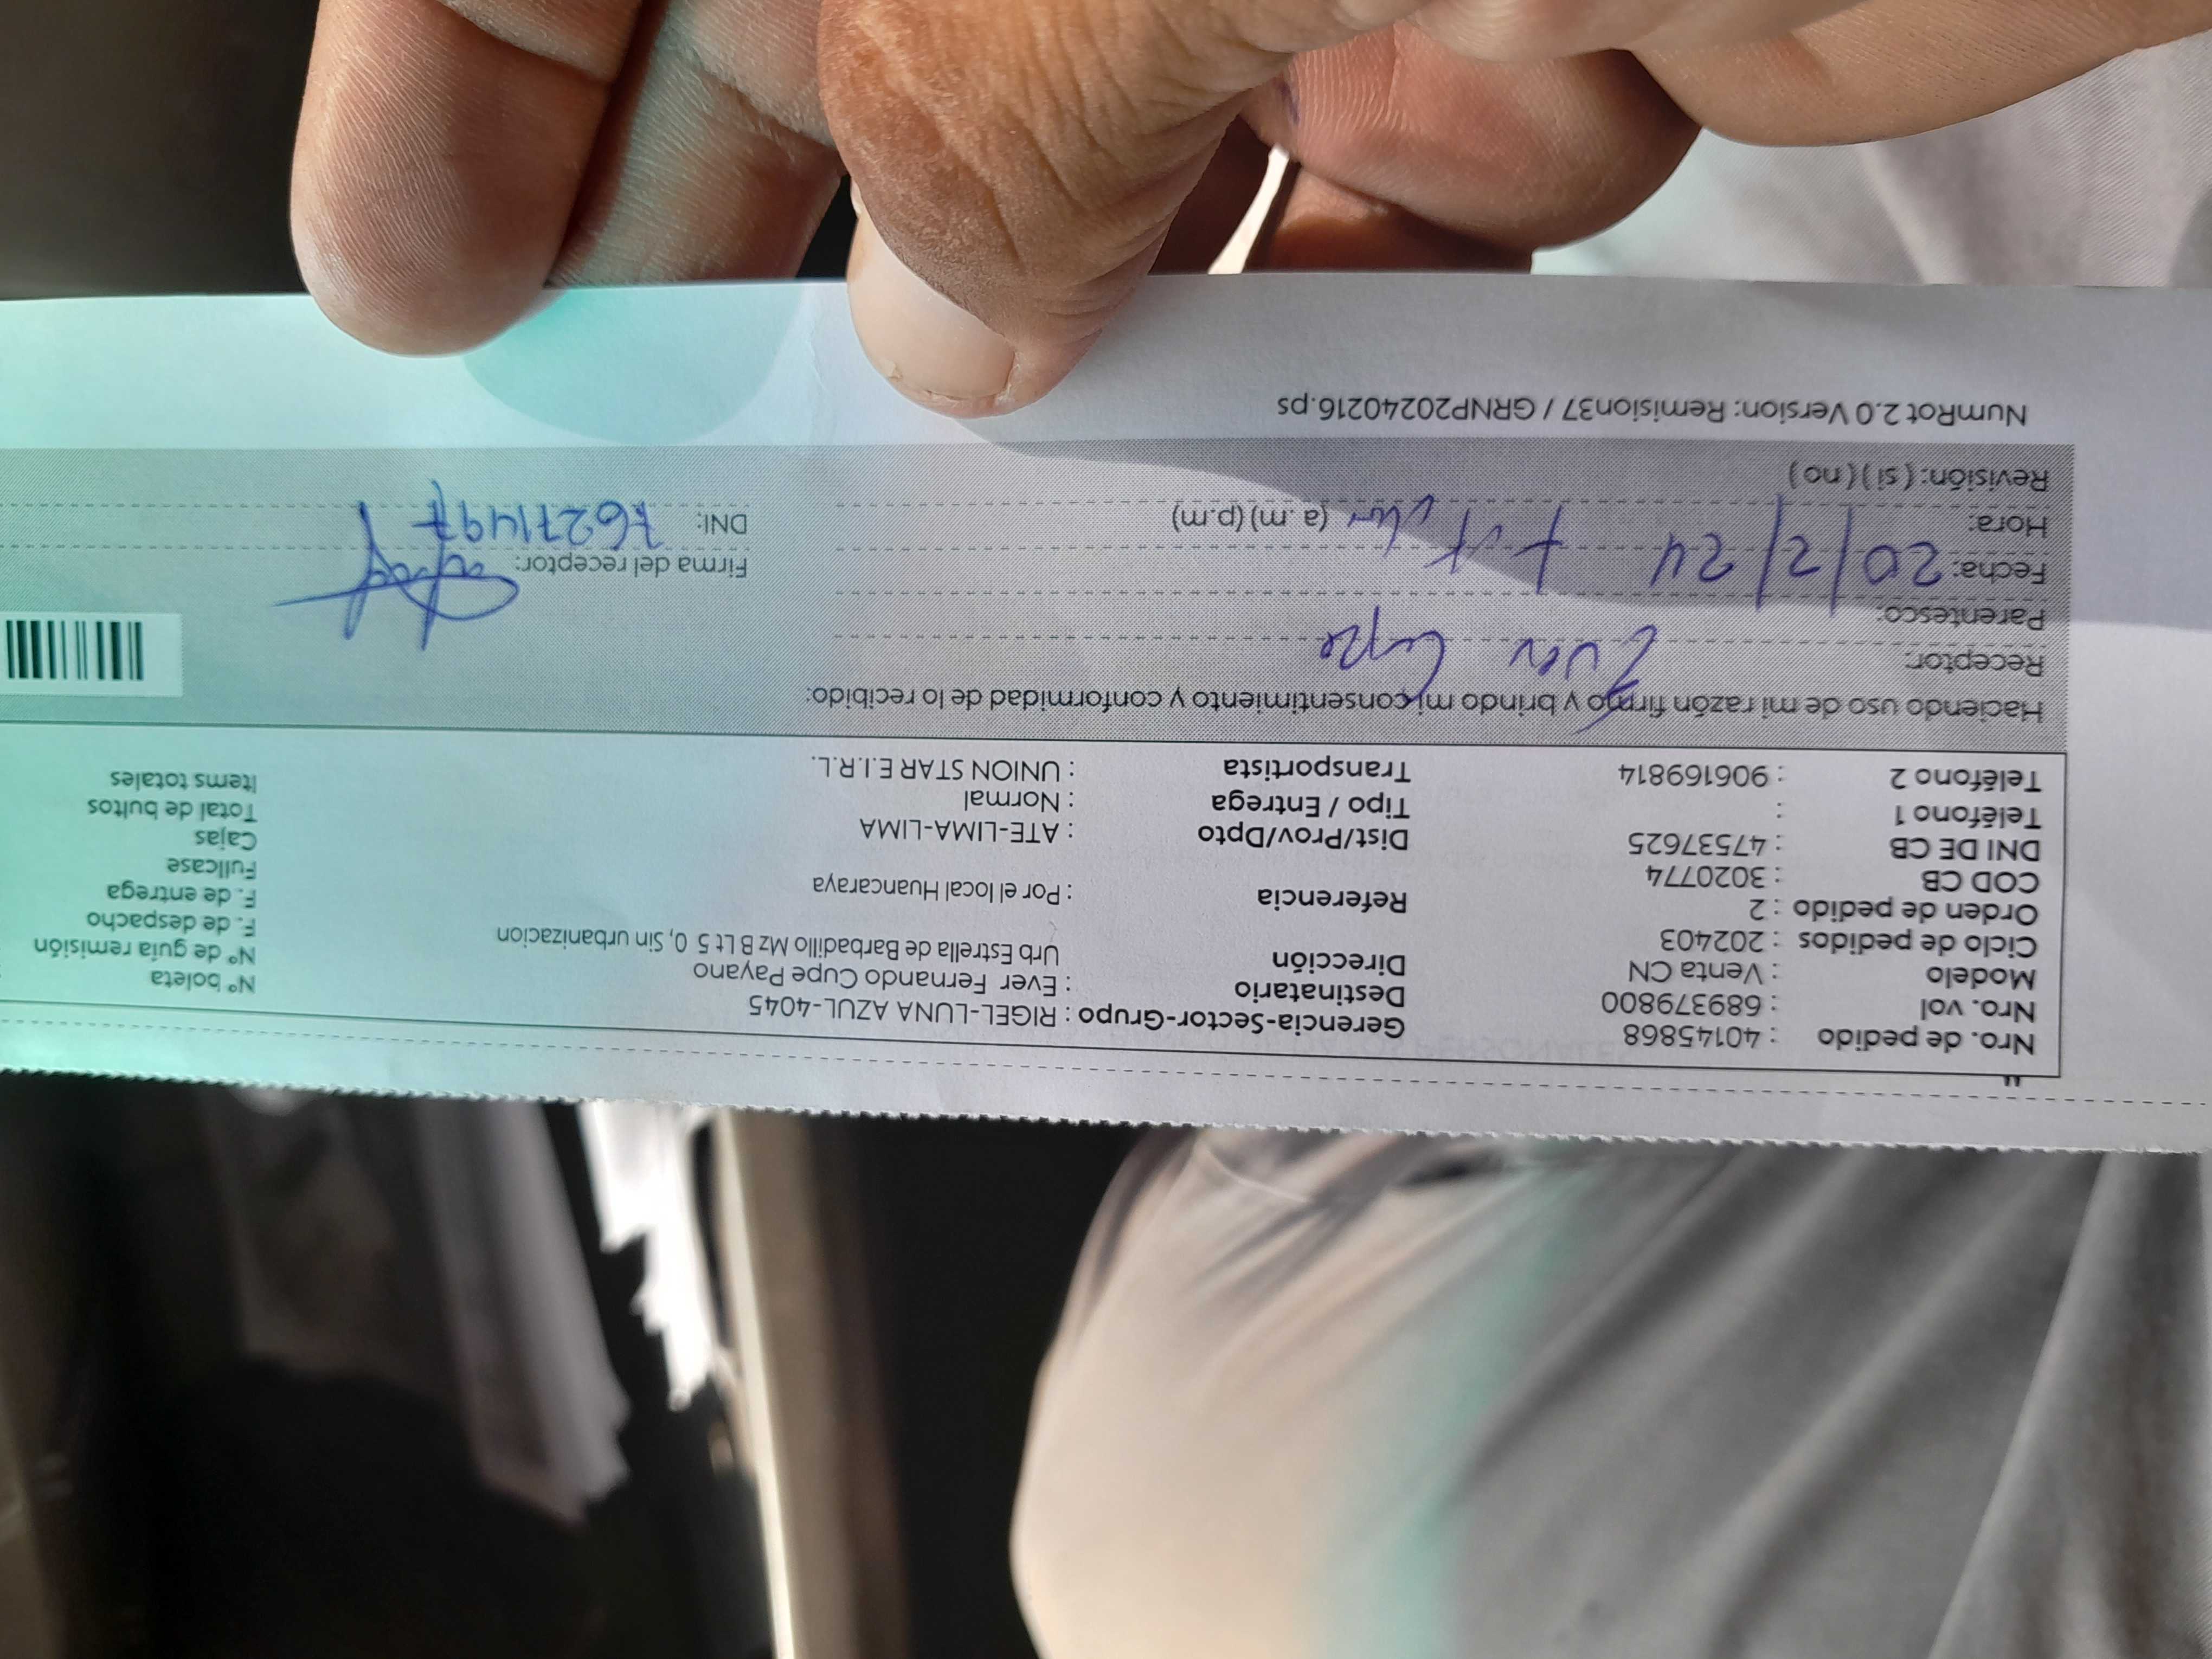 Nro. de pedido : 40145868
Nro. vol : 689379800
Modelo : Venta CN
Ciclo de pedidos : 202403
Orden de pedido : 2
COD CB : 3020774
DNI DE CB : 47537625
Teléfono 1 :
Teléfono 2 : 906169814
Gerencia-Sector-Grupo : RIGEL-LUNA AZUL-4045
Destinatario : Ever Fernando Cupe Payano
Dirección Urb Estrella de Barbadillo Mz B Lt 5 0, Sin urbanizacion
Referencia : Por el local Huancaraya
Dist/Prov/Dpto : ATE-LIMA-LIMA
Tipo / Entrega : Normal
Transportista : UNION STAR E.I.R.L.
N° boleta
N° de guía remisión
F. de despacho
F. de entrega
Fullcase
Cajas
Total de bultos
Items totales
Haciendo uso de mi razón firmo y brindo mi consentimiento y conformidad de lo recibido:
Receptor: Ever Cupe
Parentesco:
Fecha: 20/2/24
Hora: (a.m) (p.m)
Revisión: ( si ) ( no )
Firma del receptor:
DNI: 76271497
NumRot 2.0 Version: Remision37 / GRNP20240216.ps